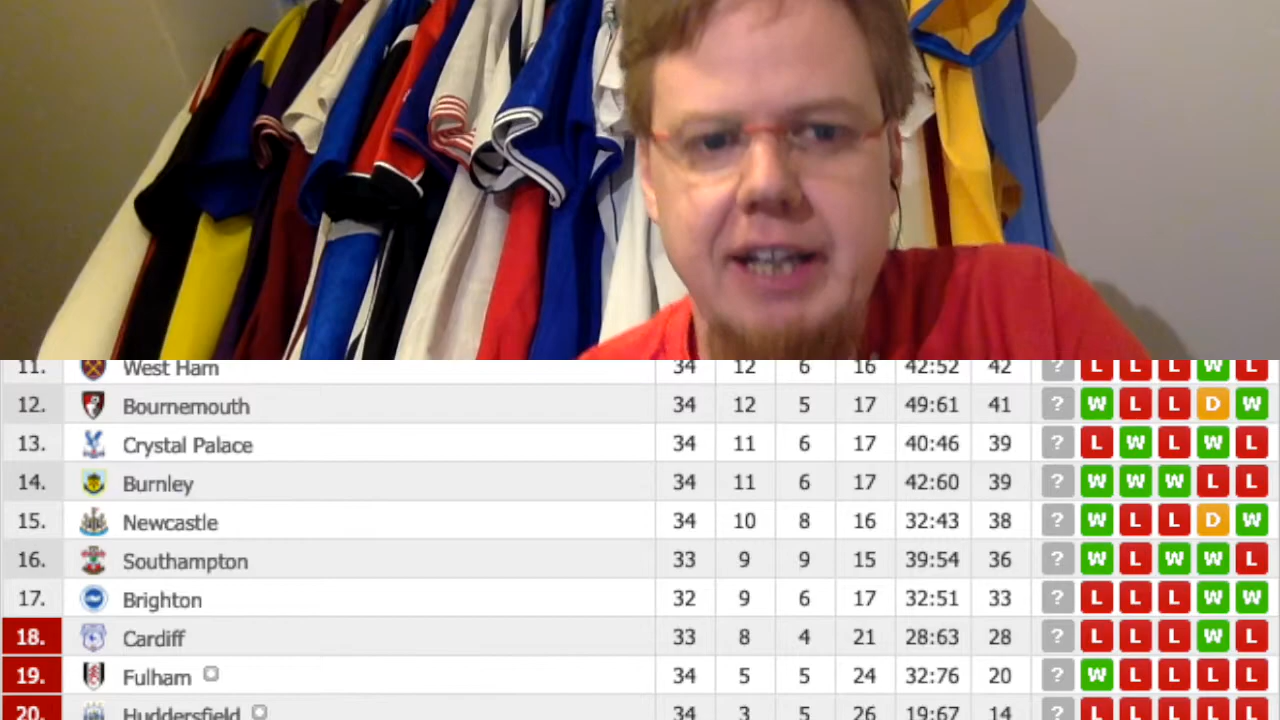 11. West Ham 34 12 6 16 42:52 42 ? L L L W L
12. Bournemouth 34 12 5 17 49:61 41 ? W L L D W
13. Crystal Palace 34 11 6 17 40:46 39 ? L W L W L
14. Burnley 34 11 6 17 42:60 39 ? W W W L L
15. Newcastle 34 10 8 16 32:43 38 ? W L L D W
16. Southampton 33 9 9 15 39:54 36 ? W L W W L
17. Brighton 32 9 6 17 32:51 33 ? L L L W W
18. Cardiff 33 8 4 21 28:63 28 ? L L L W L
19. Fulham 34 5 5 24 32:76 20 ? W L L L L
20. Huddersfield 34 3 5 26 19:67 14 ? L L L L L